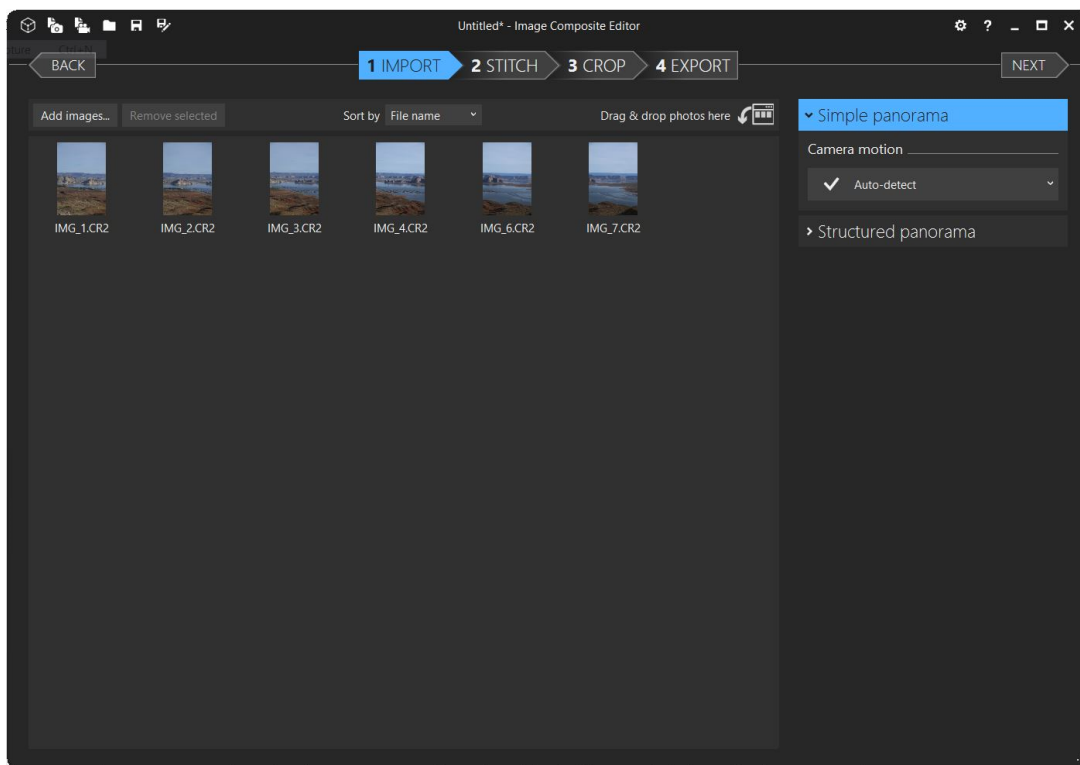 Untitled* - Image Composite Editor
?
Ctrl+N
BACK
1 IMPORT 2 STITCH 3 CROP 4 EXPORT
NEXT
Add images... Remove selected
Sort by File name
Drag & drop photos here
IMG_1.CR2 IMG_2.CR2 IMG_3.CR2 IMG_4.CR2 IMG_6.CR2 IMG_7.CR2
Simple panorama
Camera motion
Auto-detect
Structured panorama